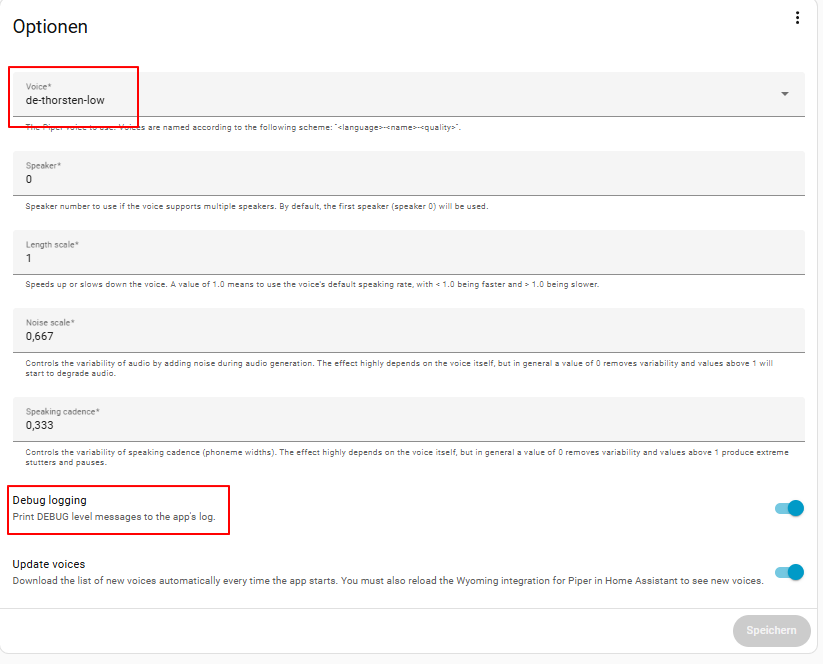 Optionen
Voice*
de-thorsten-low
The Piper voice to use. Voices are named according to the following scheme: "<language>-<name>-<quality>".
Speaker*
0
Speaker number to use if the voice supports multiple speakers. By default, the first speaker (speaker 0) will be used.
Length scale*
1
Speeds up or slows down the voice. A value of 1.0 means to use the voice's default speaking rate, with < 1.0 being faster and > 1.0 being slower.
Noise scale*
0,667
Controls the variability of audio by adding noise during audio generation. The effect highly depends on the voice itself, but in general a value of 0 removes variability and values above 1 will
start to degrade audio.
Speaking cadence*
0,333
Controls the variability of speaking cadence (phoneme widths). The effect highly depends on the voice itself, but in general a value of 0 removes variability and values above 1 produce extreme
stutters and pauses.
Debug logging
Print DEBUG level messages to the app's log.
Update voices
Download the list of new voices automatically every time the app starts. You must also reload the Wyoming integration for Piper in Home Assistant to see new voices.
Speichern